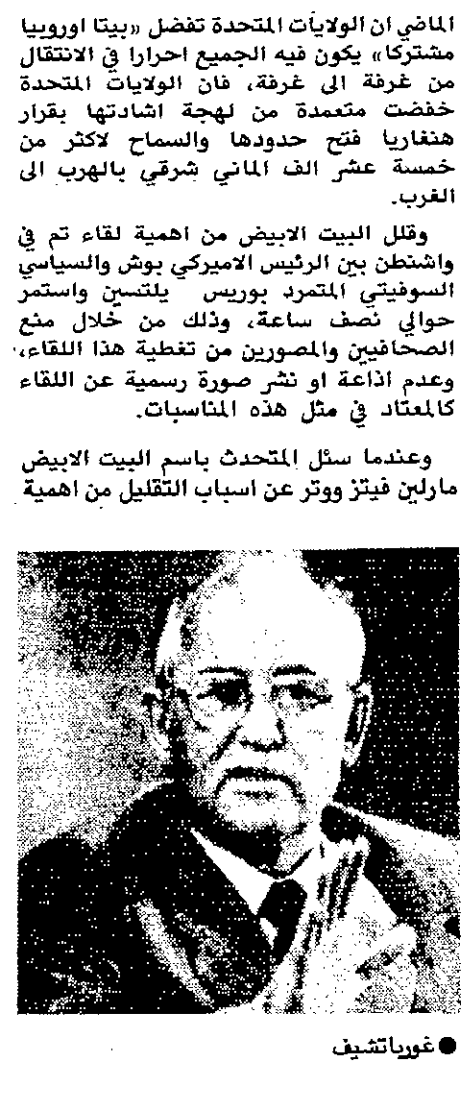 الماضي ان الولايات المتحدة تفضل «بيتا اوروبيا
مشتركا» يكون فيه الجميع احرارا في الانتقال
من غرفة الى غرفة، فان الولايات المتحدة
خفضت متعمدة من لهجة اشادتها بقرار
هنغاريا فتح حدودها والسماح لاكثر من
خمسة عشر الف الماني شرقي بالهرب الى
الغرب.
وقلل البيت الابيض من اهمية لقاء تم في
واشنطن بين الرئيس الاميركي بوش والسياسي
السوفيتي المتمرد بوريس يلتسين واستمر
حوالي نصف ساعة، وذلك من خلال منع
الصحافيين والمصورين من تغطية هذا اللقاء،
وعدم اذاعة او نشر صورة رسمية عن اللقاء
كالمعتاد في مثل هذه المناسبات.
وعندما سئل المتحدث باسم البيت الابيض
مارلين فيتز ووتر عن اسباب التقليل من اهمية
● غورباتشيف